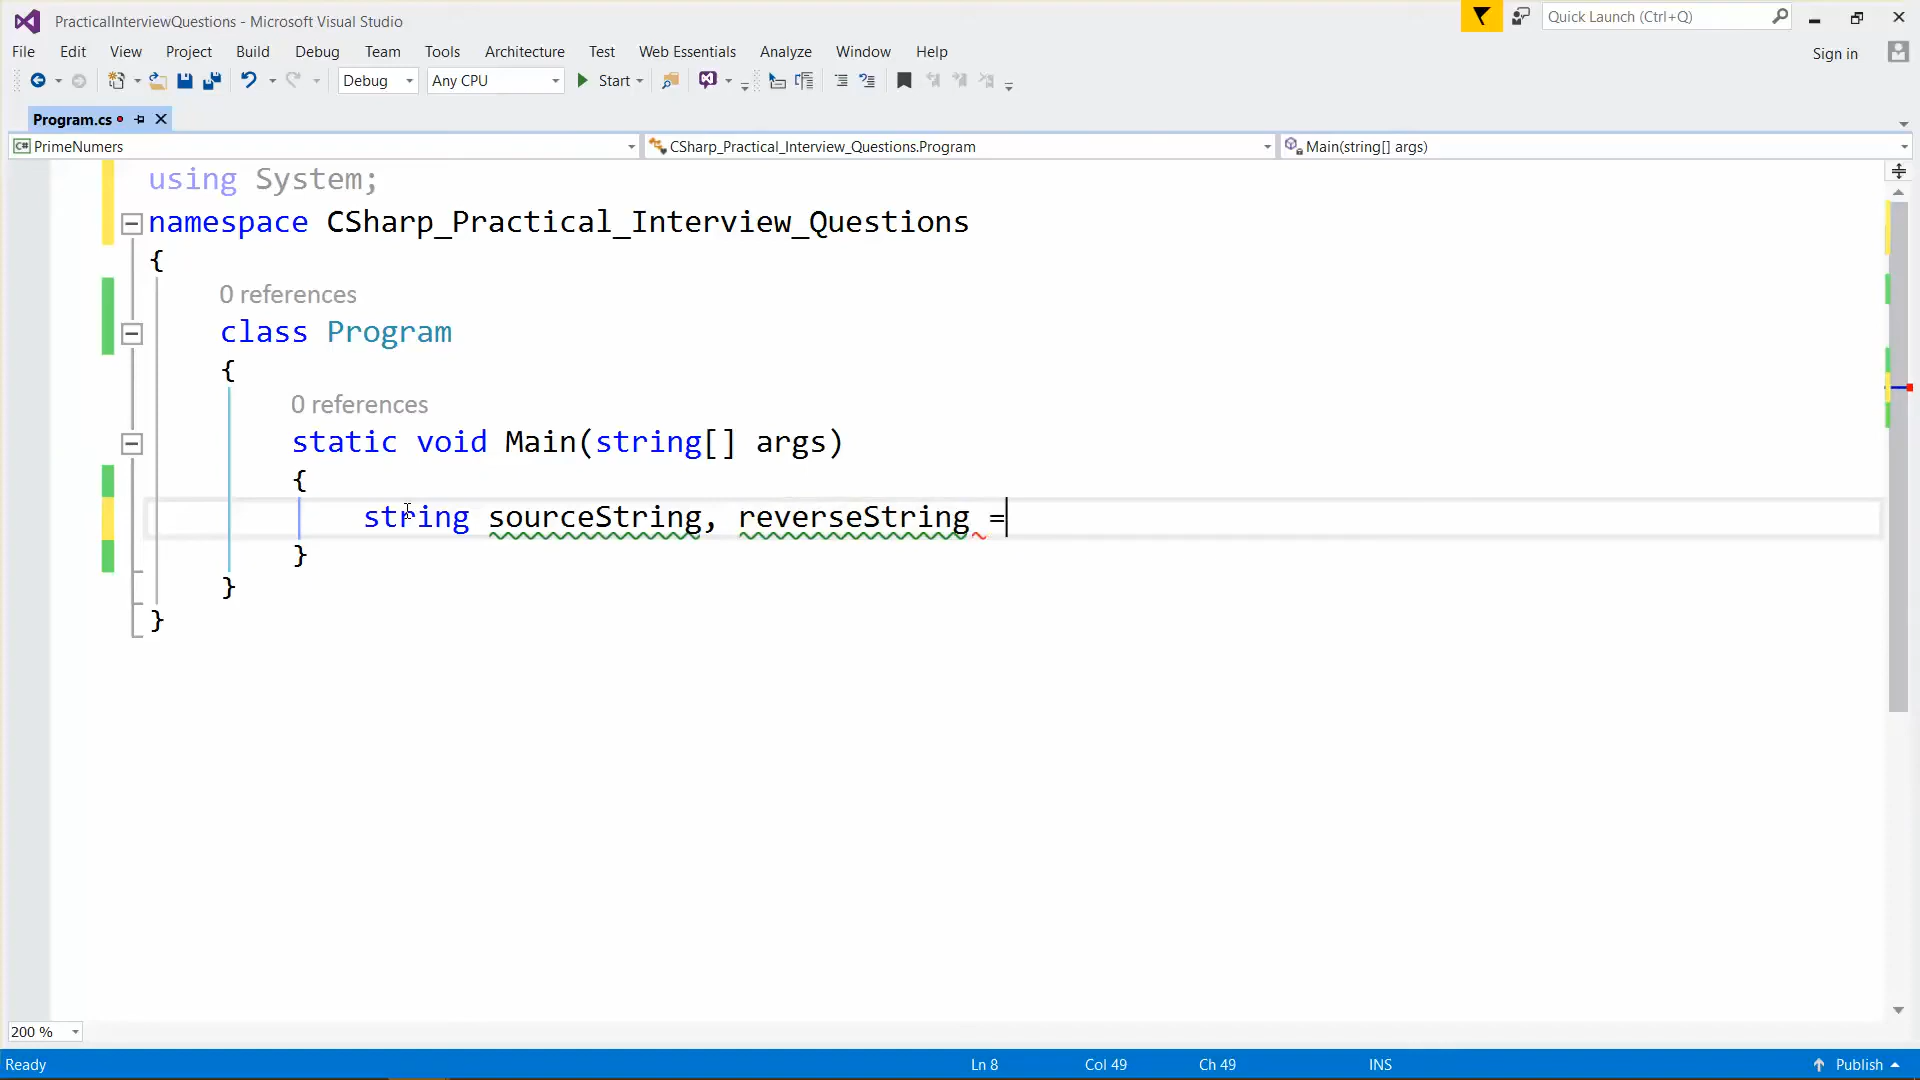 PracticalInterviewQuestions - Microsoft Visual Studio
Quick Launch (Ctrl+Q)
File Edit View Project Build Debug Team Tools Architecture Test Web Essentials Analyze Window Help
Sign in
Debug Any CPU Start
Program.cs
C# PrimeNumers CSharp_Practical_Interview_Questions.Program Main(string[] args)
using System;
namespace CSharp_Practical_Interview_Questions
{
0 references
class Program
{
0 references
static void Main(string[] args)
{
string sourceString, reverseString =
}
}
}
200 %
Ready Ln 8 Col 49 Ch 49 INS Publish